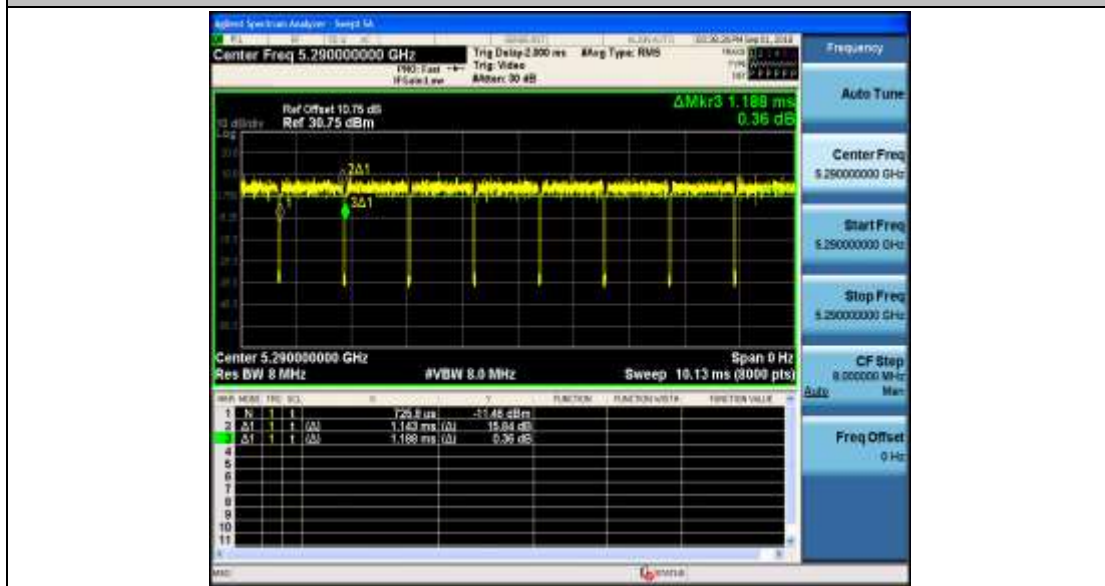 Agilent Spectrum Analyzer - Swept SA
Center Freq 5.290000000 GHz
PNO: Fast
IFGain:Low
Trig Delay-2.000 ms
Trig: Video
#Atten: 30 dB
#Avg Type: RMS
Frequency
Auto Tune
Ref Offset 10.75 dB
Ref 30.75 dBm
10 dB/div
Log
ΔMkr3 1.188 ms
0.36 dB
2Δ1
3Δ1
1
Center Freq
5.290000000 GHz
Start Freq
5.290000000 GHz
Stop Freq
5.290000000 GHz
Center 5.290000000 GHz
Res BW 8 MHz
#VBW 8.0 MHz
Span 0 Hz
Sweep 10.13 ms (8000 pts)
CF Step
8.000000 MHz
Auto Man
Freq Offset
0 Hz
MKR MODE TRC SCL X Y FUNCTION FUNCTION WIDTH FUNCTION VALUE
1 N 1 t 725.8 us -11.46 dBm
2 Δ1 1 t (Δ) 1.143 ms (Δ) 15.84 dB
3 Δ1 1 t (Δ) 1.188 ms (Δ) 0.36 dB
4
5
6
7
8
9
10
11
MSG
STATUS